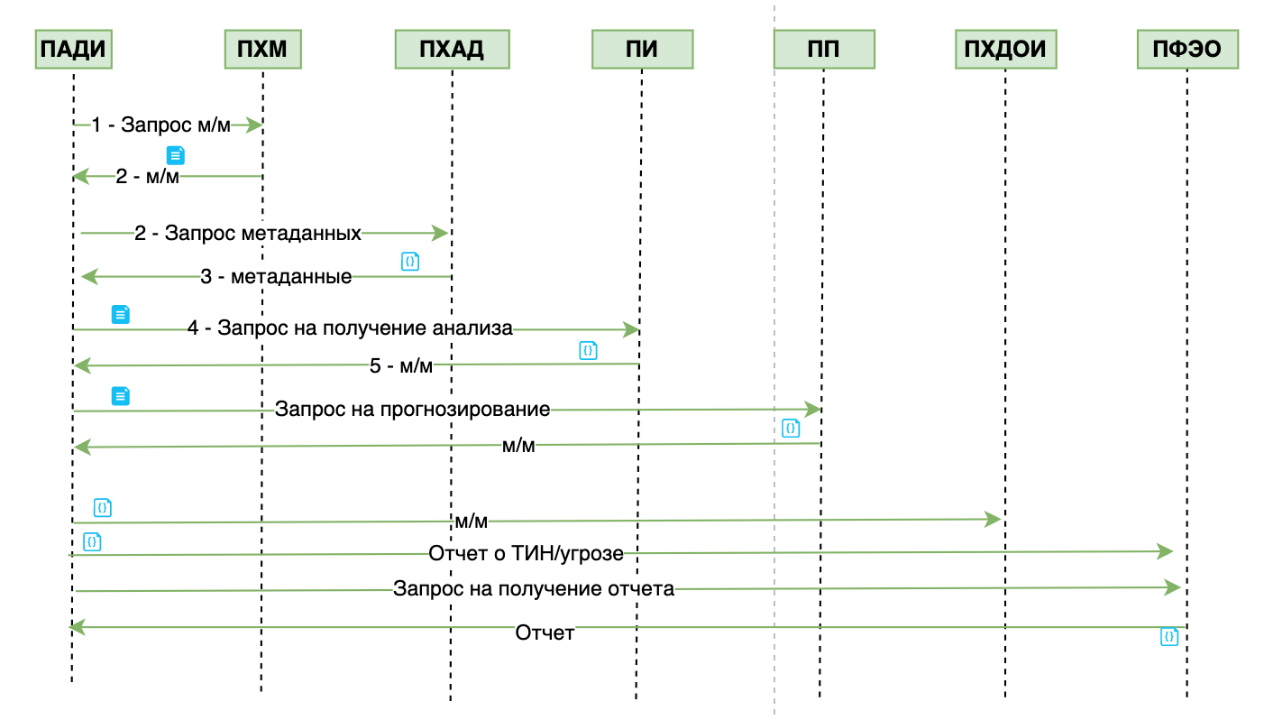 ПАДИ
ПХМ
ПХАД
ПИ
ПП
ПХДОИ
ПФЭО
1 - Запрос м/м
2 - м/м
2 - Запрос метаданных
3 - метаданные
4 - Запрос на получение анализа
5 - м/м
Запрос на прогнозирование
м/м
м/м
Отчет о ТИН/угрозе
Запрос на получение отчета
Отчет